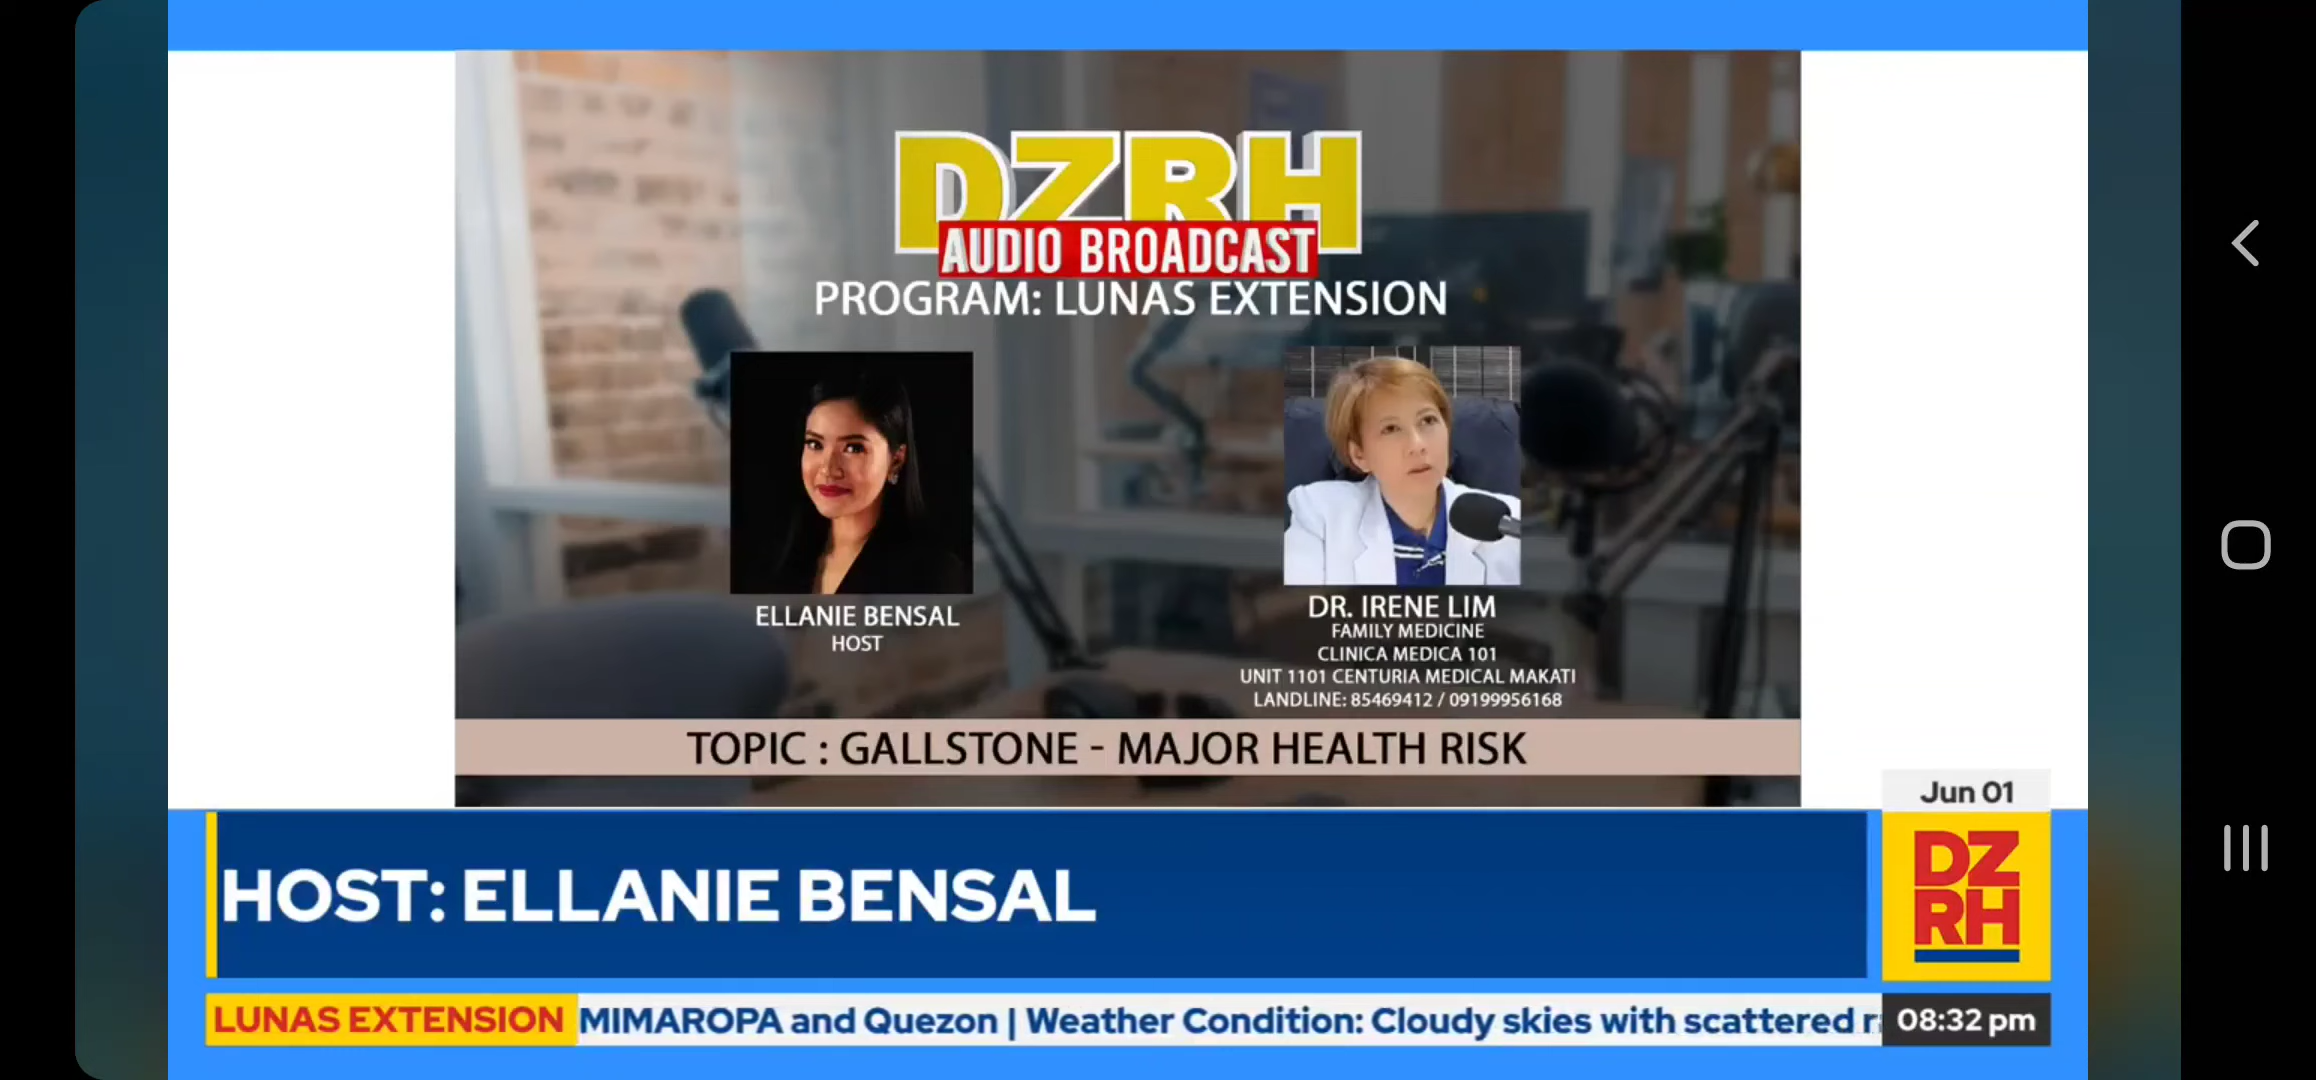 DZRH
AUDIO BROADCAST
PROGRAM: LUNAS EXTENSION
ELLANIE BENSAL
HOST
DR. IRENE LIM
FAMILY MEDICINE
CLINICA MEDICA 101
UNIT 1101 CENTURIA MEDICAL MAKATI
LANDLINE: 85469412 / 09199956168
TOPIC : GALLSTONE - MAJOR HEALTH RISK
Jun 01
HOST: ELLANIE BENSAL
DZ
RH
LUNAS EXTENSION MIMAROPA and Quezon | Weather Condition: Cloudy skies with scattered r
08:32 pm